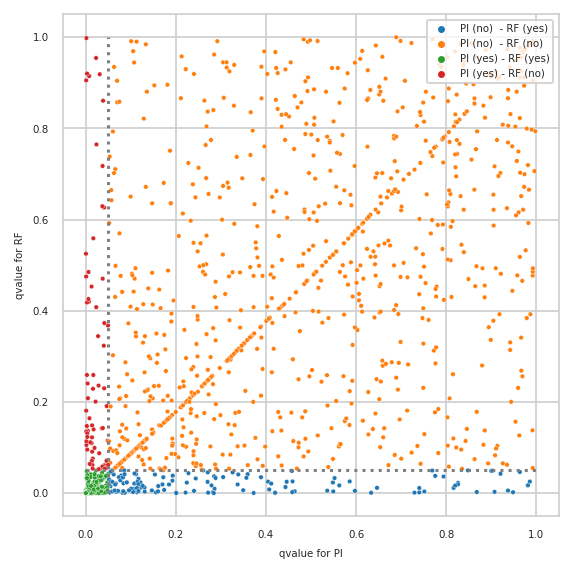 PI (no)  - RF (yes)
PI (no)  - RF (no)
PI (yes) - RF (yes)
PI (yes) - RF (no)
1.0
0.8
0.6
0.4
0.2
0.0
qvalue for RF
0.0 0.2 0.4 0.6 0.8 1.0
qvalue for PI